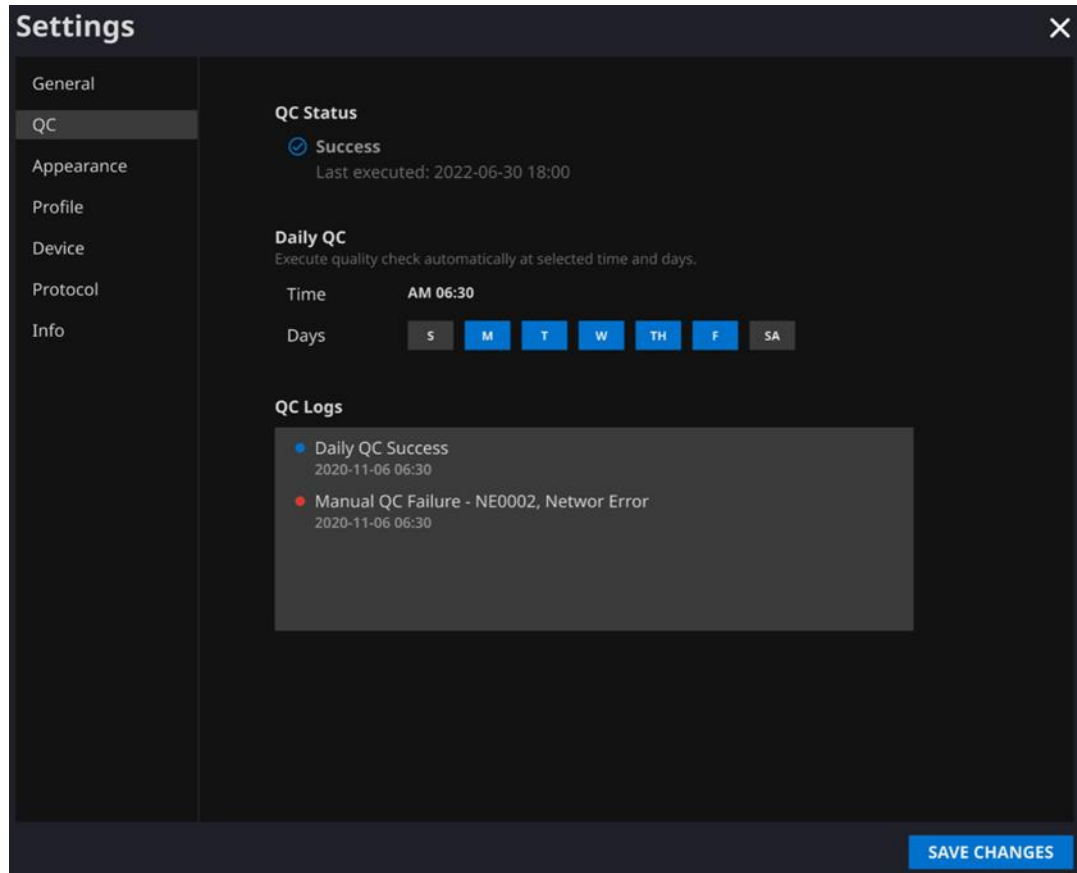 Settings
General
QC
Appearance
Profile
Device
Protocol
Info
QC Status
Success
Last executed: 2022-06-30 18:00
Daily QC
Execute quality check automatically at selected time and days.
Time AM 06:30
Days S M T W TH F SA
QC Logs
Daily QC Success
2020-11-06 06:30
Manual QC Failure - NE0002, Networ Error
2020-11-06 06:30
SAVE CHANGES